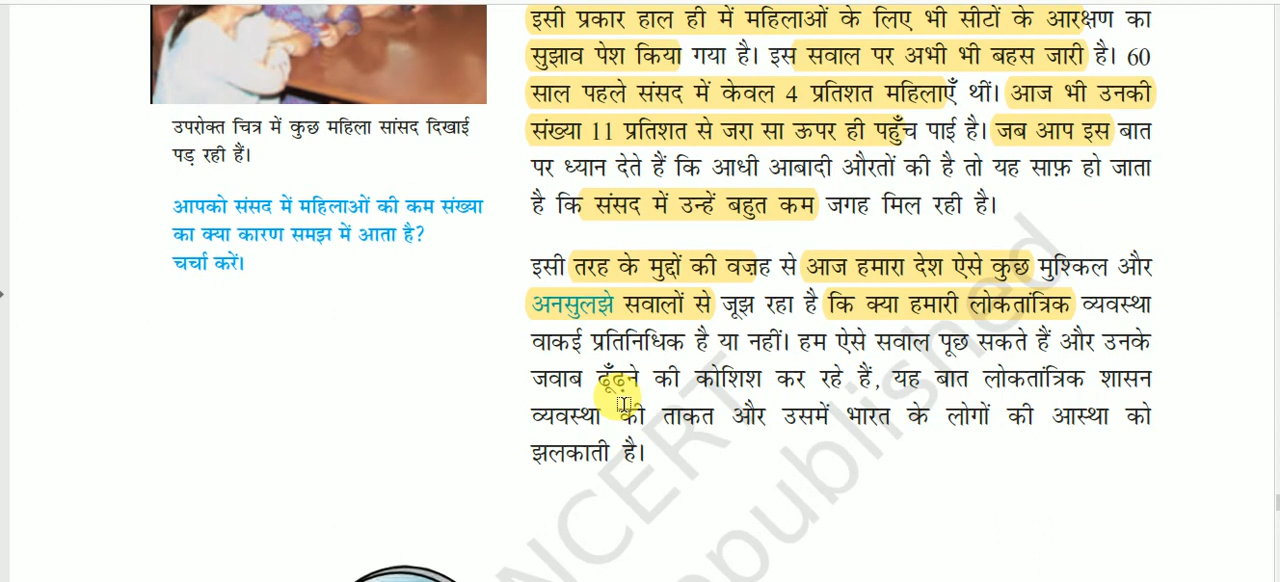 उपरोक्त चित्र में कुछ महिला सांसद दिखाई
पड़ रही हैं।
आपको संसद में महिलाओं की कम संख्या
का क्या कारण समझ में आता है?
चर्चा करें।
इसी प्रकार हाल ही में महिलाओं के लिए भी सीटों के आरक्षण का
सुझाव पेश किया गया है। इस सवाल पर अभी भी बहस जारी है। 60
साल पहले संसद में केवल 4 प्रतिशत महिलाएँ थीं। आज भी उनकी
संख्या 11 प्रतिशत से जरा सा ऊपर ही पहुँच पाई है। जब आप इस बात
पर ध्यान देते हैं कि आधी आबादी औरतों की है तो यह साफ़ हो जाता
है कि संसद में उन्हें बहुत कम जगह मिल रही है।
इसी तरह के मुद्दों की वजह से आज हमारा देश ऐसे कुछ मुश्किल और
अनसुलझे सवालों से जूझ रहा है कि क्या हमारी लोकतांत्रिक व्यवस्था
वाकई प्रतिनिधिक है या नहीं। हम ऐसे सवाल पूछ सकते हैं और उनके
जवाब ढूँढ़ने की कोशिश कर रहे हैं, यह बात लोकतांत्रिक शासन
व्यवस्था की ताकत और उसमें भारत के लोगों की आस्था को
झलकाती है।
NCERT
republished